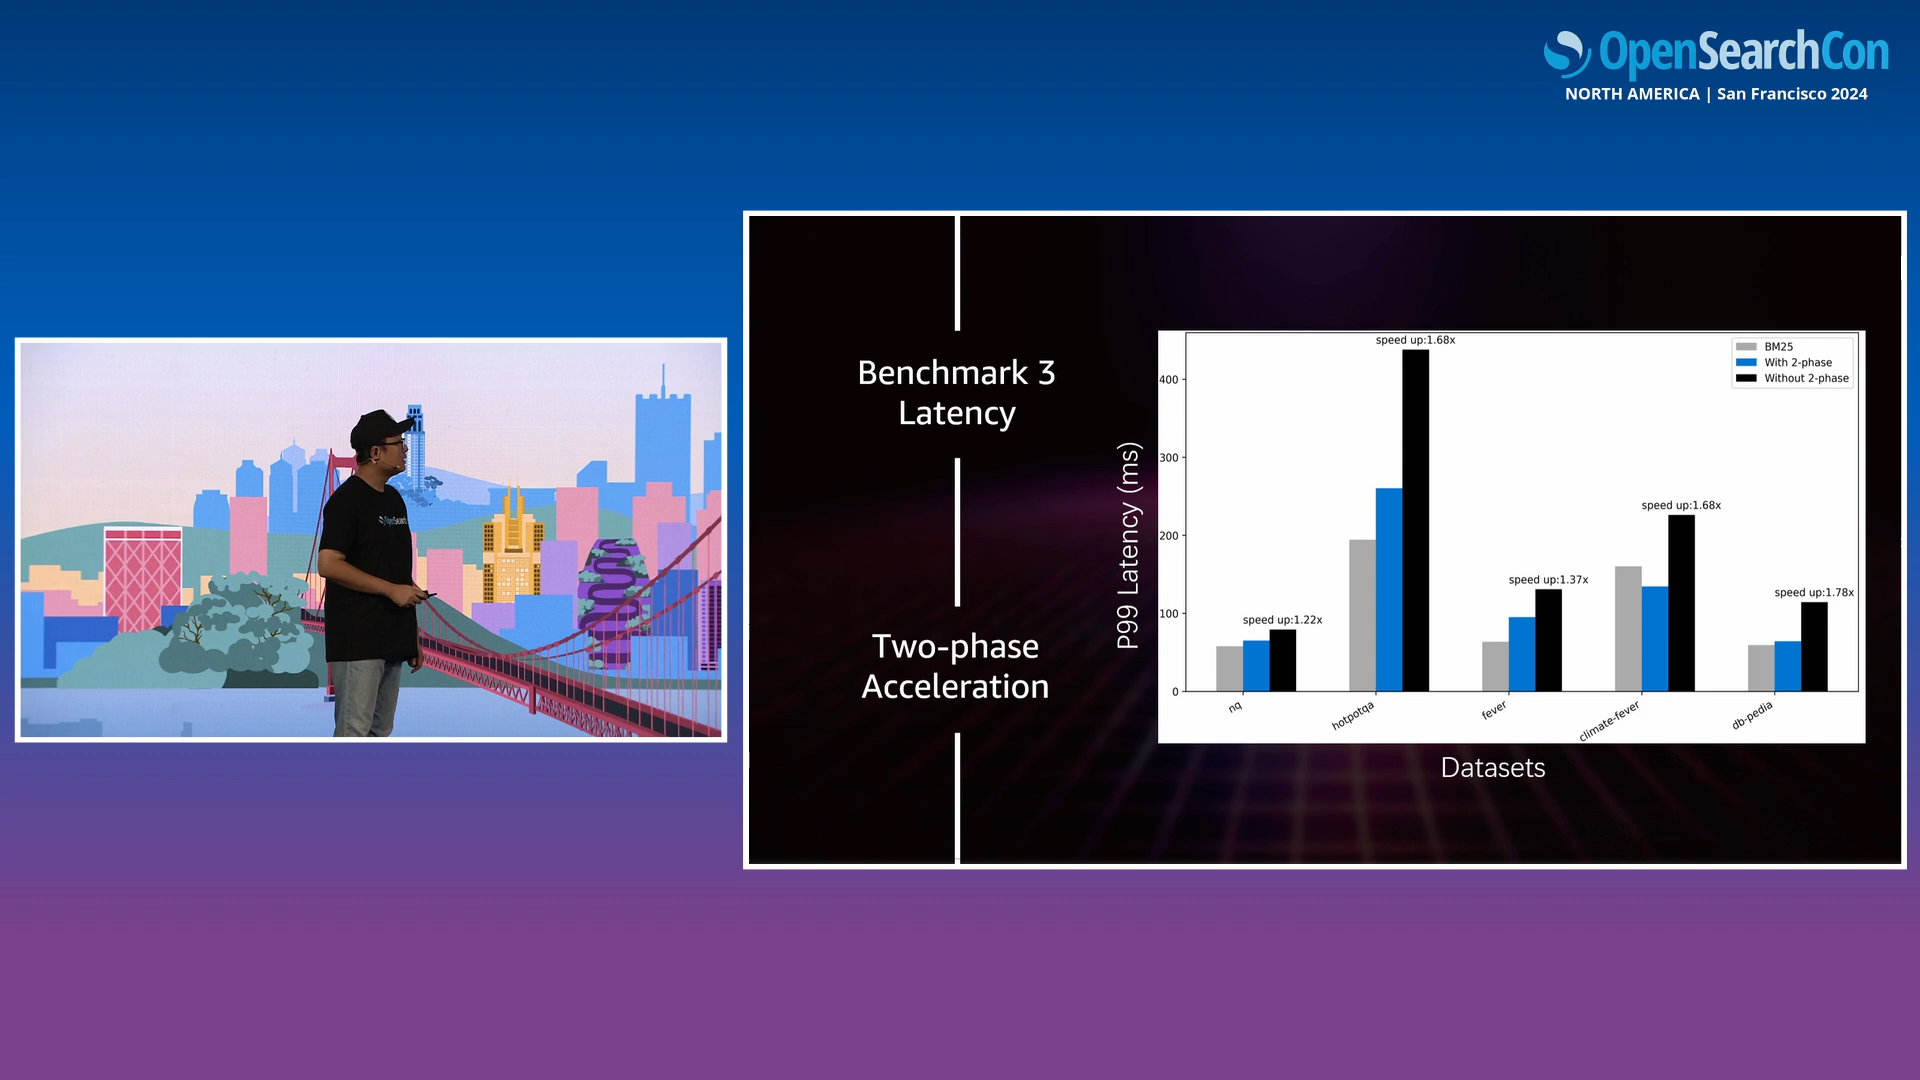 OpenSearchCon
NORTH AMERICA | San Francisco 2024
OpenSearch
Benchmark 3
Latency
Two-phase
Acceleration
P99 Latency (ms)
400
300
200
100
0
speed up:1.22x
speed up:1.68x
speed up:1.37x
speed up:1.68x
speed up:1.78x
BM25
With 2-phase
Without 2-phase
nq
hotpotqa
fever
climate-fever
db-pedia
Datasets